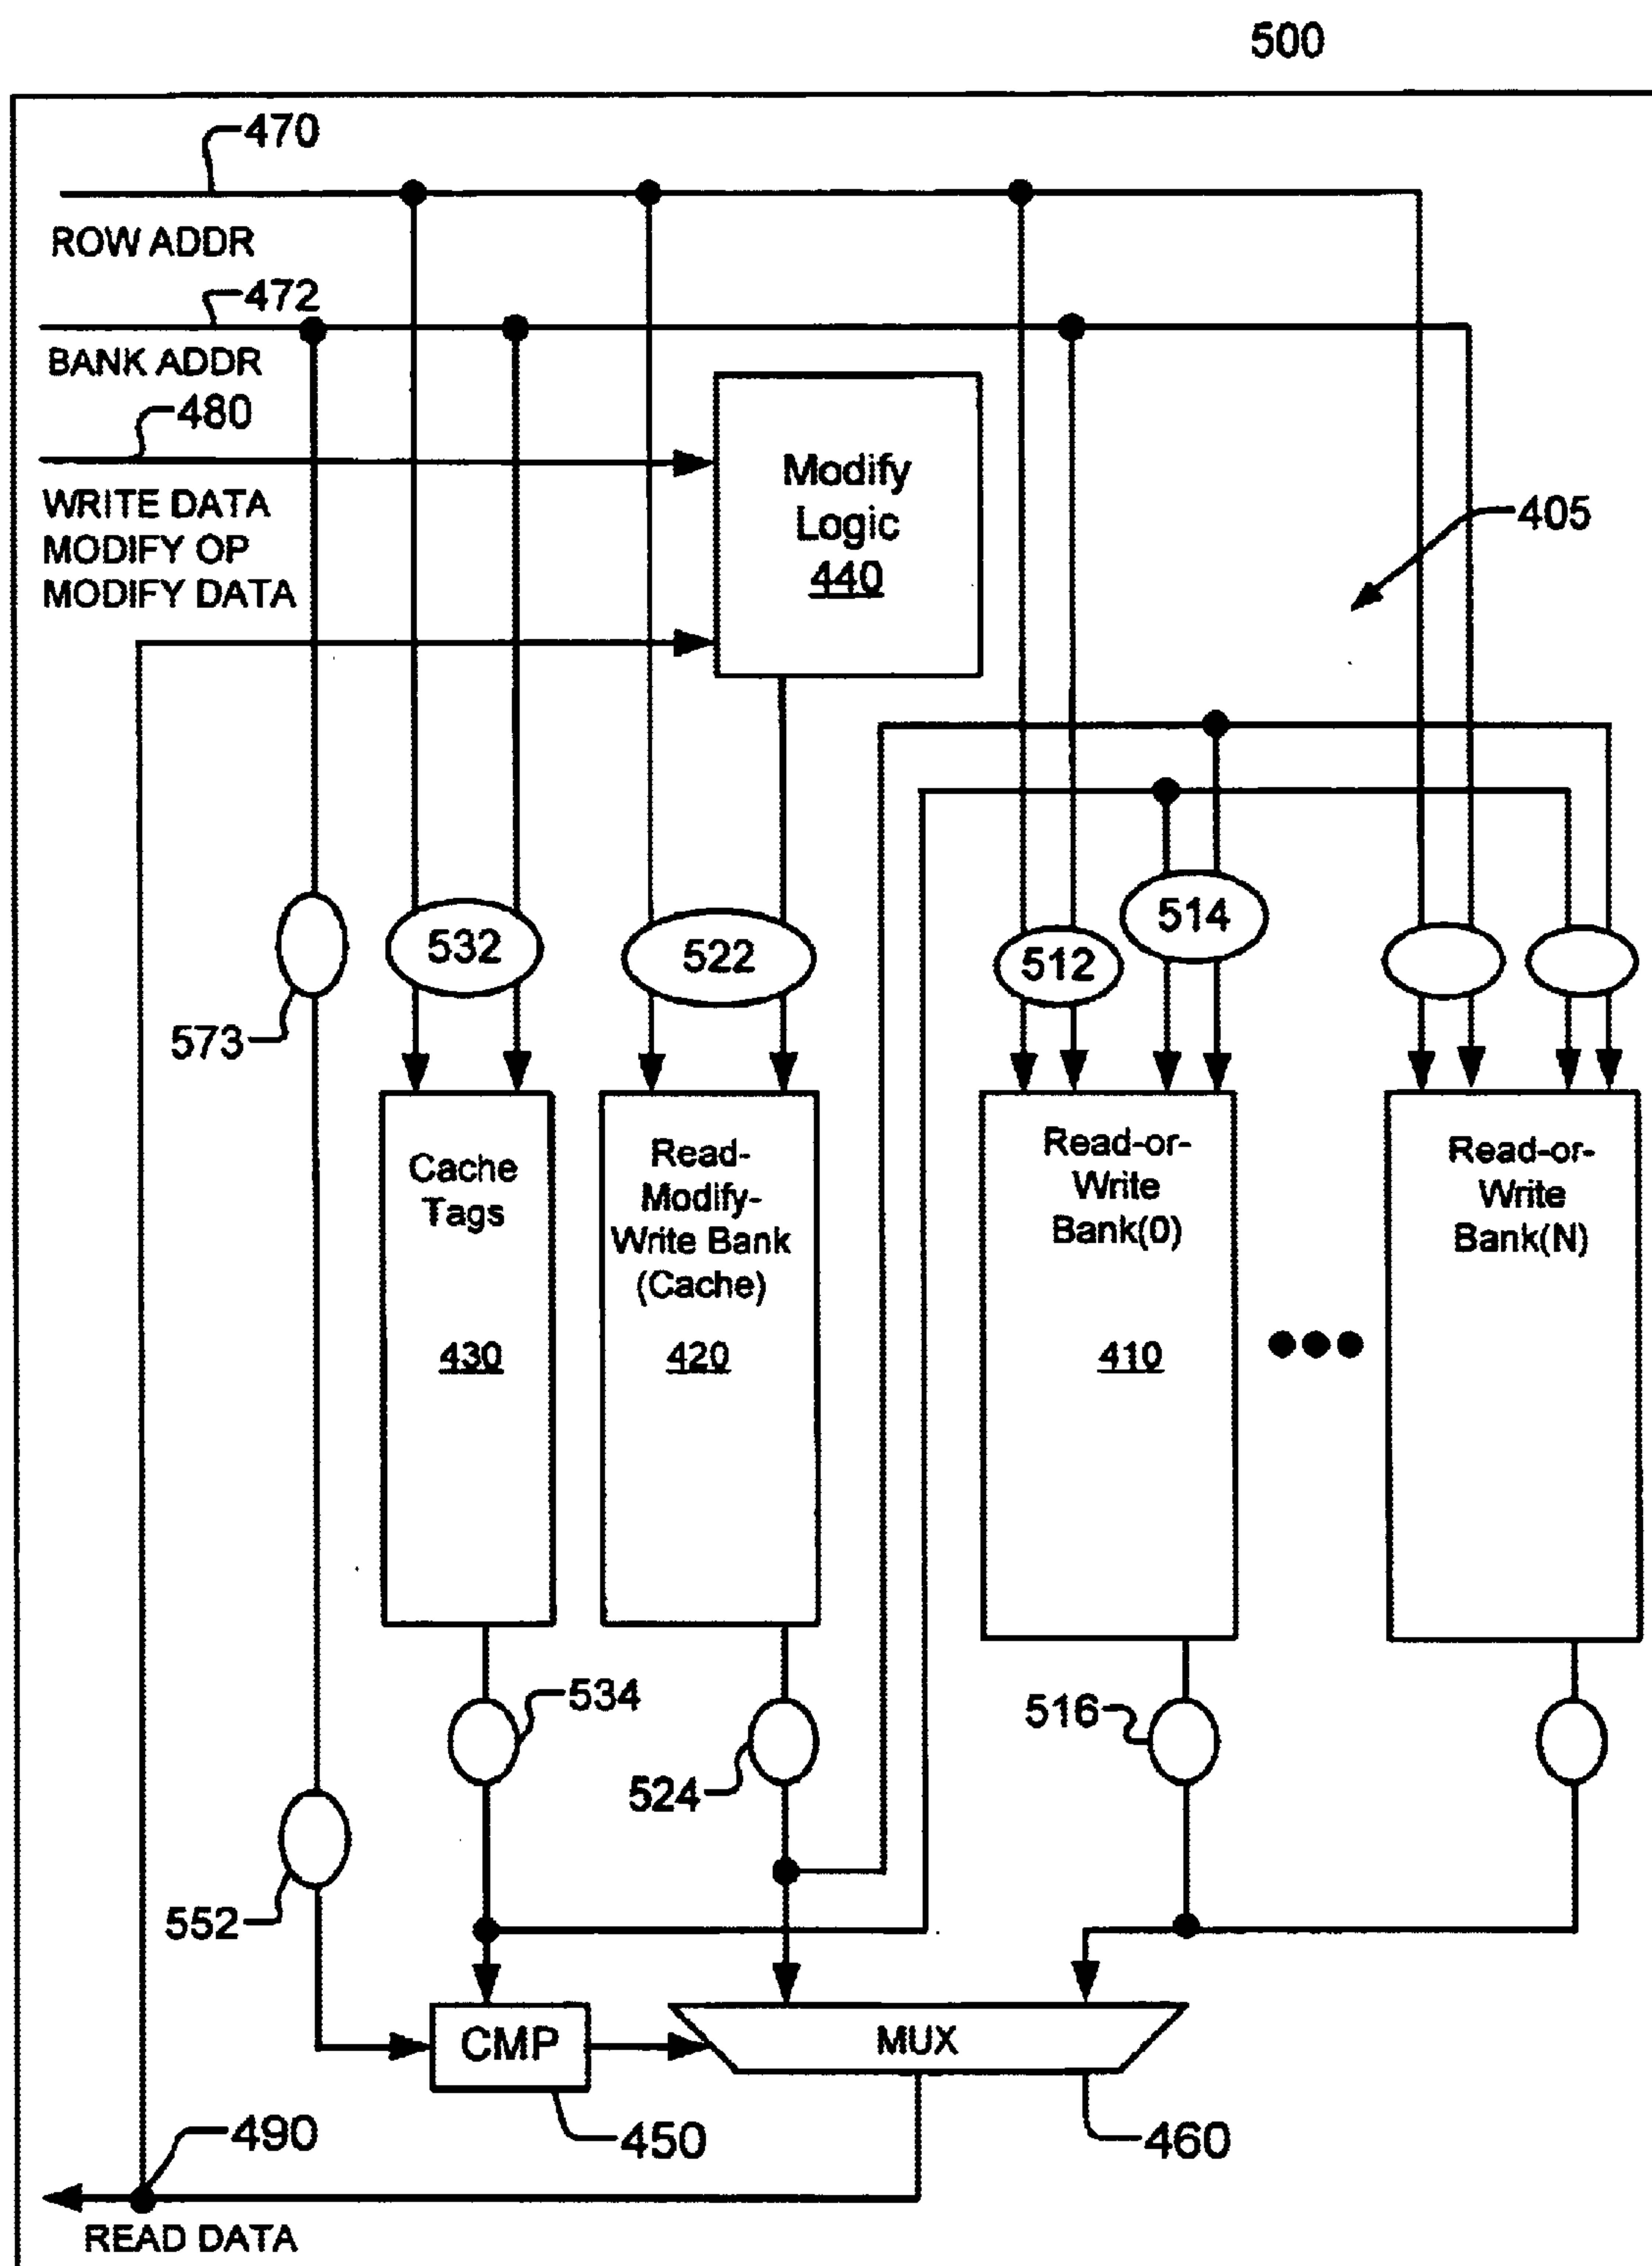 500
470
ROW ADDR
472
BANK ADDR
480
WRITE DATA
MODIFY OP
MODIFY DATA
Modify
Logic
440
405
514
532
522
512
573
Cache
Tags
430
Read-
Modify-
Write Bank
(Cache)
420
Read-or-
Write
Bank(0)
410
Read-or-
Write
Bank(N)
534
516
524
552
CMP
MUX
490
450
460
READ DATA